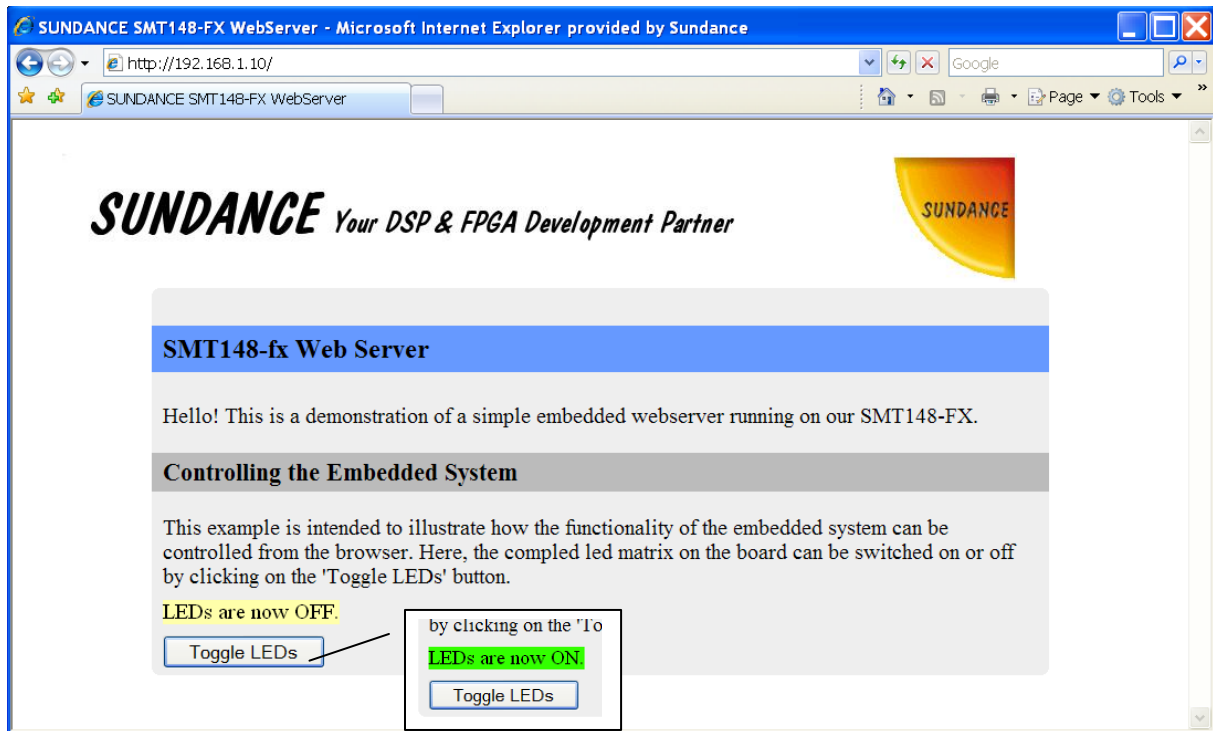 SUNDANCE SMT148-FX WebServer - Microsoft Internet Explorer provided by Sundance
http://192.168.1.10/
Google
SUNDANCE SMT148-FX WebServer
Page
Tools
»
SUNDANCE Your DSP & FPGA Development Partner
SUNDANCE
SMT148-fx Web Server
Hello! This is a demonstration of a simple embedded webserver running on our SMT148-FX.
Controlling the Embedded System
This example is intended to illustrate how the functionality of the embedded system can be
controlled from the browser. Here, the compled led matrix on the board can be switched on or off
by clicking on the 'Toggle LEDs' button.
LEDs are now OFF.
Toggle LEDs
by clicking on the 'To
LEDs are now ON.
Toggle LEDs